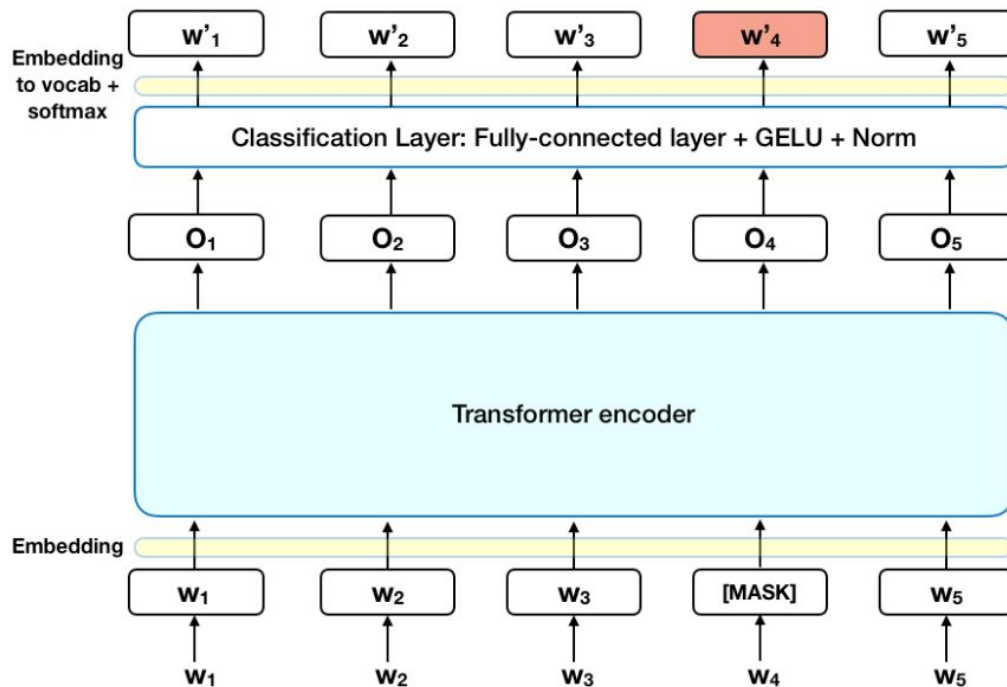 w'1 w'2 w'3 w'4 w'5
Embedding
to vocab +
softmax
Classification Layer: Fully-connected layer + GELU + Norm
O1 O2 O3 O4 O5
Transformer encoder
Embedding
W1 W2 W3 [MASK] W5
W1 W2 W3 W4 W5